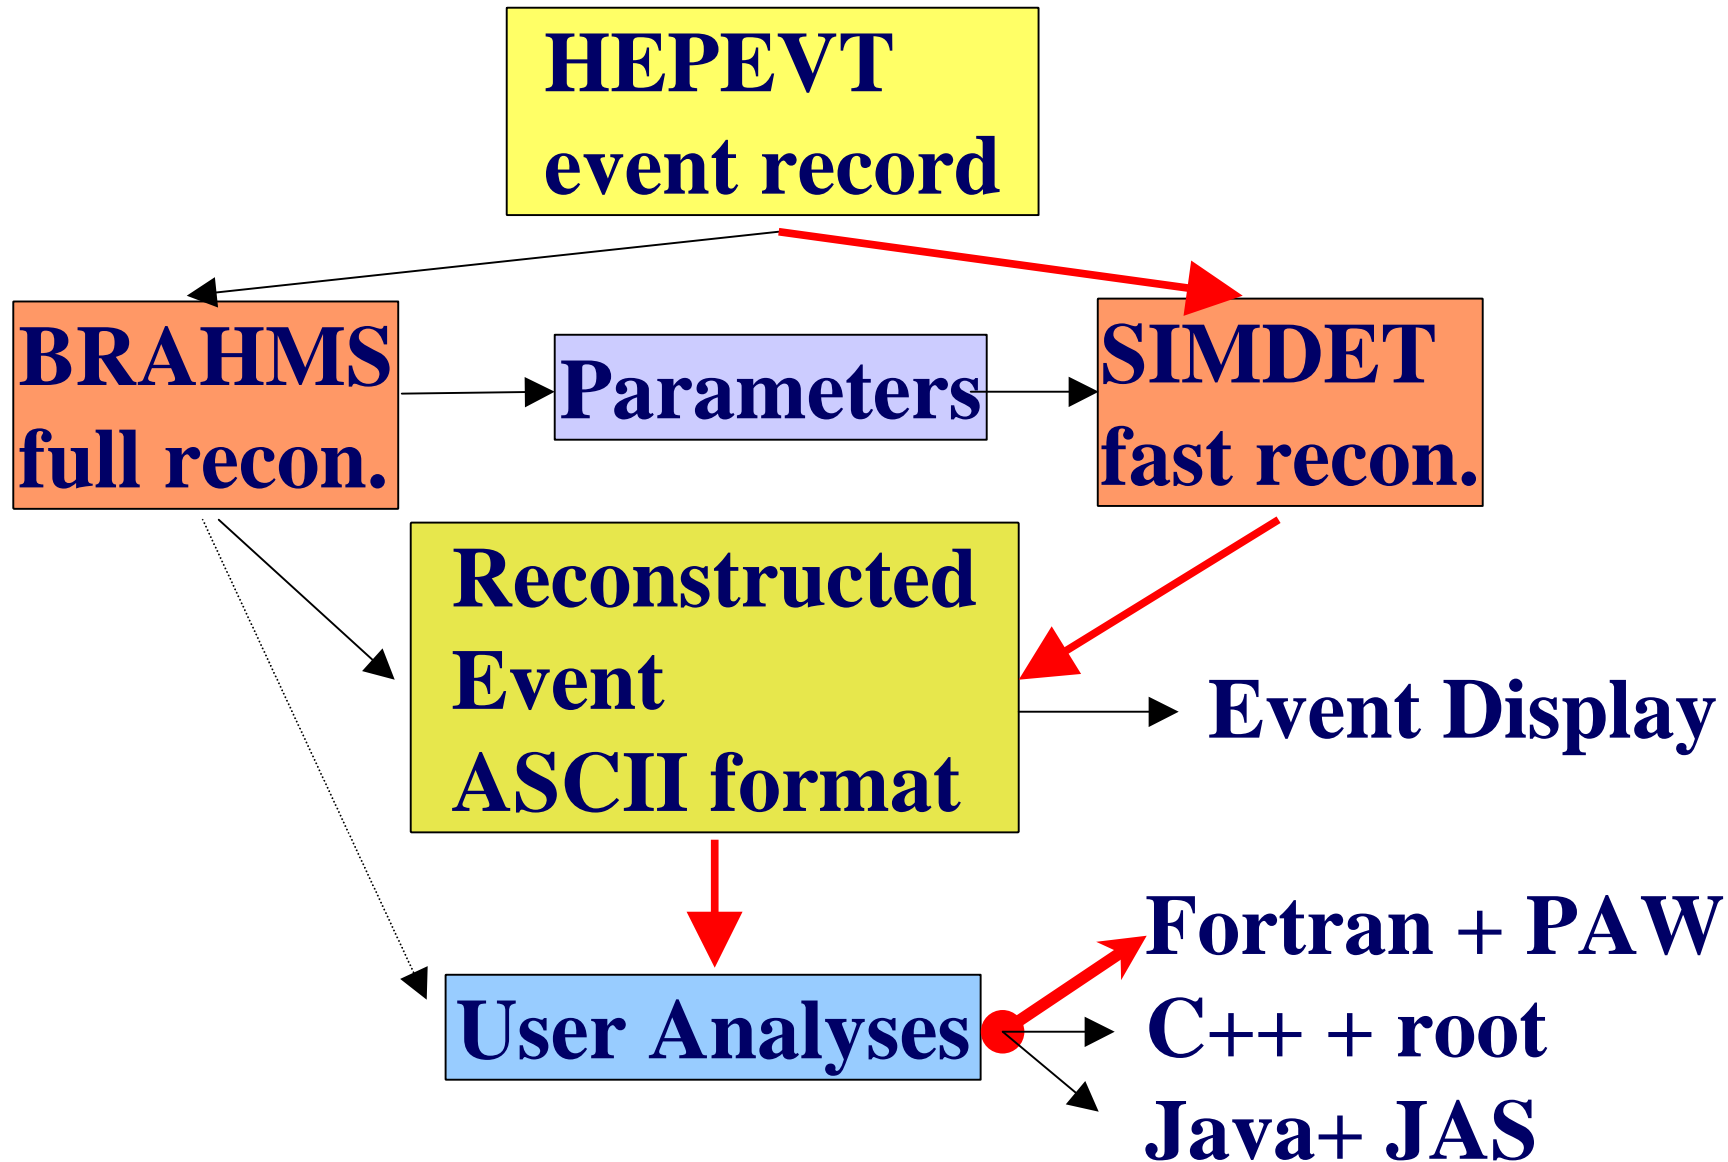 HEPEVT
event record
BRAHMS
full recon.
Parameters
SIMDET
fast recon.
Reconstructed
Event
ASCII format
Event Display
User Analyses
Fortran + PAW
C++ + root
Java+ JAS